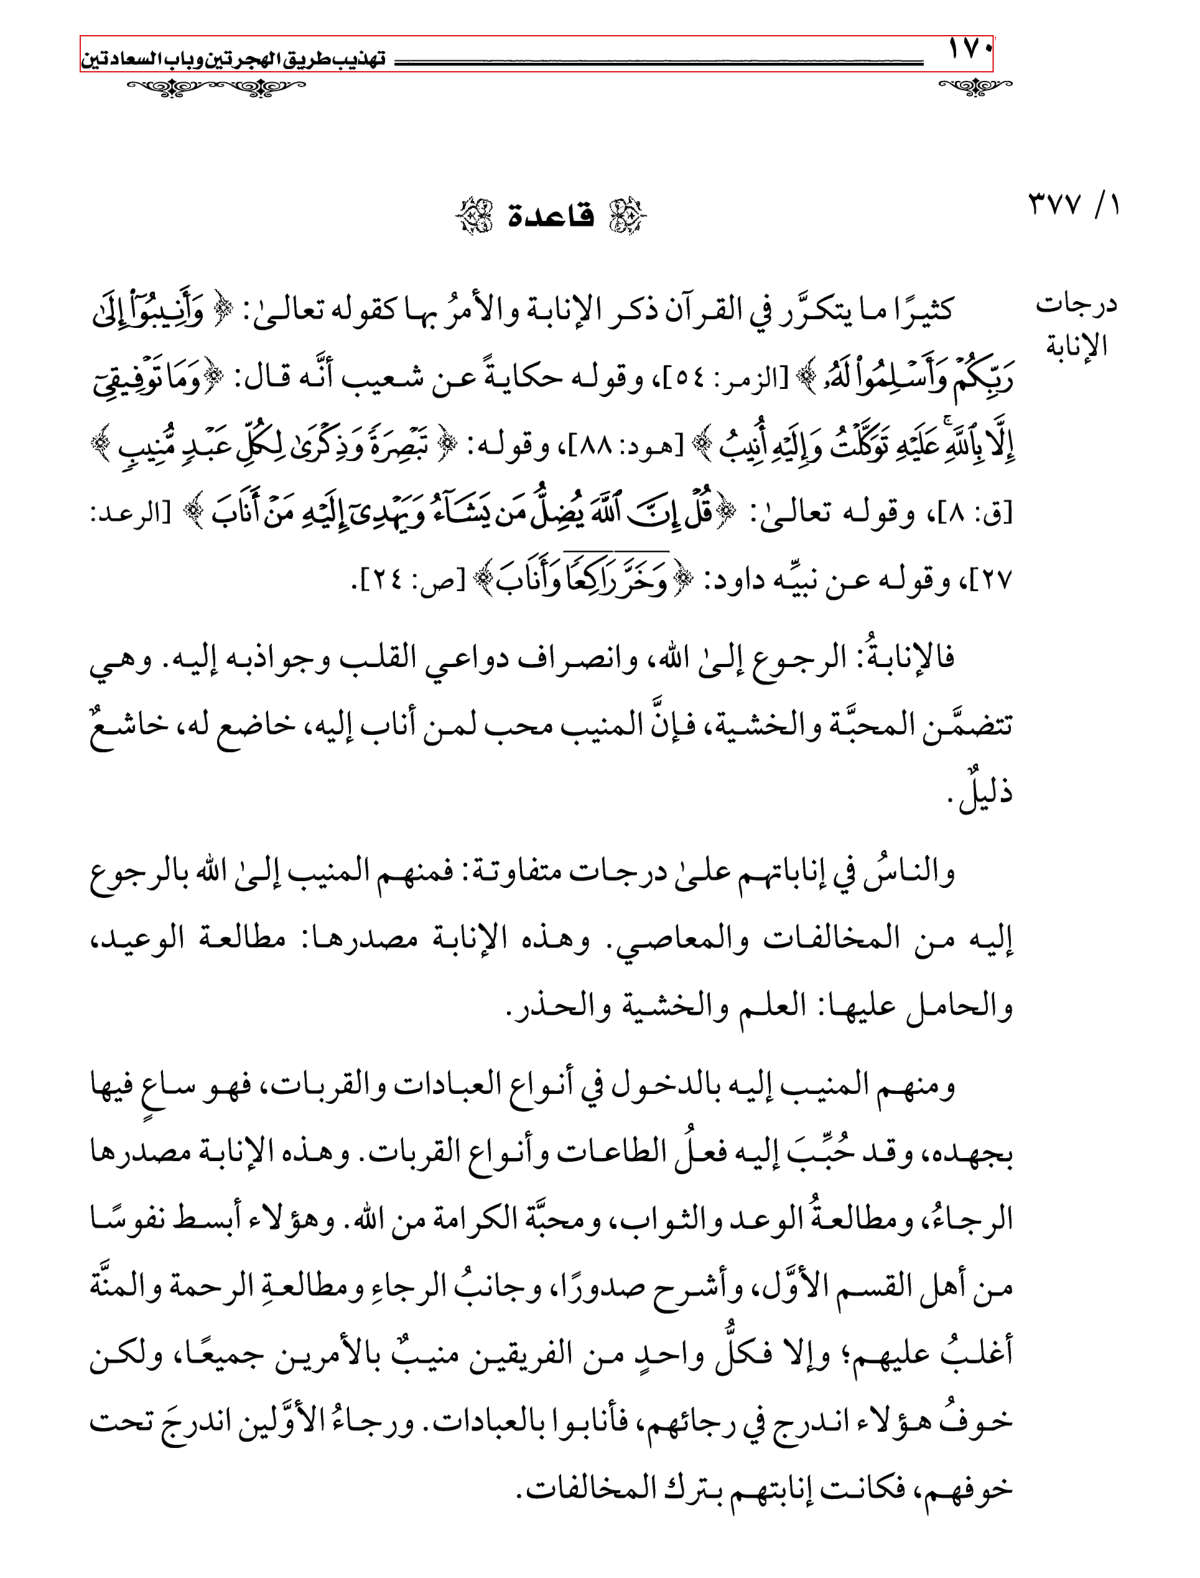 ١٧٠ تهذيب طريق الهجرتين وباب السعادتين
١/ ٣٧٧
قاعدة
درجات
الإنابة
كثيرًا ما يتكرَّر في القرآن ذكر الإنابة والأمرُ بها كقوله تعالىٰ: ﴿وَأَنِيبُوٓاْ إِلَىٰ
رَبِّكُمۡ وَأَسۡلِمُواْ لَهُۥ﴾ [الزمر: ٥٤]، وقوله حكايةً عن شعيب أنَّه قال: ﴿وَمَا تَوۡفِيقِيٓ
إِلَّا بِٱللَّهِۚ عَلَيۡهِ تَوَكَّلۡتُ وَإِلَيۡهِ أُنِيبُ﴾ [هود: ٨٨]، وقوله: ﴿تَبۡصِرَةٗ وَذِكۡرَىٰ لِكُلِّ عَبۡدٖ مُّنِيبٖ﴾
[ق: ٨]، وقوله تعالىٰ: ﴿قُلۡ إِنَّ ٱللَّهَ يُضِلُّ مَن يَشَآءُ وَيَهۡدِيٓ إِلَيۡهِ مَنۡ أَنَابَ﴾ [الرعد:
٢٧]، وقوله عن نبيِّه داود: ﴿وَخَرَّۤ رَاكِعٗاۤ وَأَنَابَ﴾ [ص: ٢٤].
فالإنابةُ: الرجوع إلىٰ الله، وانصراف دواعي القلب وجواذبه إليه. وهي
تتضمَّن المحبَّة والخشية، فإنَّ المنيب محب لمن أناب إليه، خاضع له، خاشعٌ
ذليلٌ.
والناسُ في إناباتهم علىٰ درجات متفاوتة: فمنهم المنيب إلىٰ الله بالرجوع
إليه من المخالفات والمعاصي. وهذه الإنابة مصدرها: مطالعة الوعيد،
والحامل عليها: العلم والخشية والحذر.
ومنهم المنيب إليه بالدخول في أنواع العبادات والقربات، فهو ساعٍ فيها
بجهده، وقد حُبِّبَ إليه فعلُ الطاعات وأنواع القربات. وهذه الإنابة مصدرها
الرجاءُ، ومطالعةُ الوعد والثواب، ومحبَّة الكرامة من الله. وهؤلاء أبسط نفوسًا
من أهل القسم الأوَّل، وأشرح صدورًا، وجانبُ الرجاءِ ومطالعةِ الرحمة والمنَّة
أغلبُ عليهم؛ وإلا فكلُّ واحدٍ من الفريقين منيبٌ بالأمرين جميعًا، ولكن
خوفُ هؤلاء اندرج في رجائهم، فأنابوا بالعبادات. ورجاءُ الأوَّلين اندرجَ تحت
خوفهم، فكانت إنابتهم بترك المخالفات.